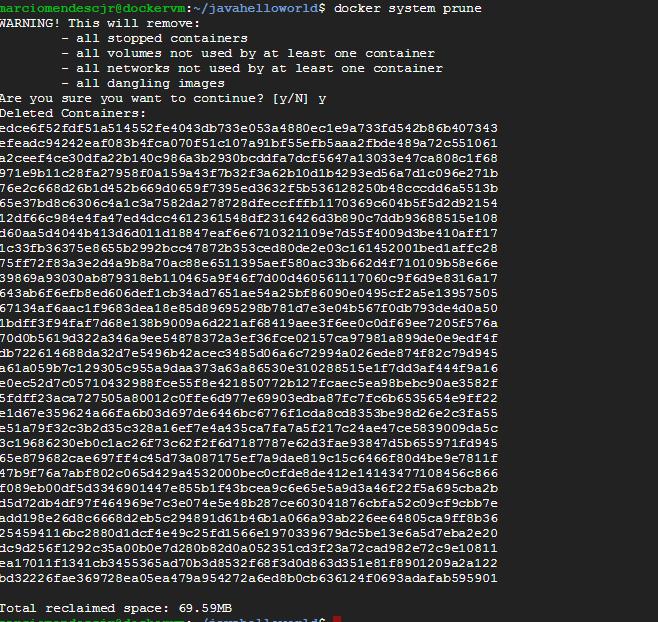 marciomendescjr@dockervm:~/javahelloworld$ docker system prune
WARNING! This will remove:
- all stopped containers
- all volumes not used by at least one container
- all networks not used by at least one container
- all dangling images
Are you sure you want to continue? [y/N] y
Deleted Containers:
edce6f52fdf51a514552fe4043db733e053a4880ec1e9a733fd542b86b407343
efeadc94242eaf083b4fca070f51c107a91bf55efb5aaa2fbde489a72c551061
a2ceef4ce30dfa22b140c986a3b2930bcddfa7dcf5647a13033e47ca808c1f68
971e9b11c28fa27958f0a159a43f7b32f3a62b10d1b4293ed56a7d1c096e271b
76e2c668d26b1d452b669d0659f7395ed3632f5b536128250b48cccdd6a5513b
65e37bd8c6306c4a1c3a7582da278728dfeccfffb1170369c604b5f5d2d92154
12df66c984e4fa47ed4dcc4612361548df2316426d3b890c7ddb93688515e108
d60aa5d4044b413d6d011d18847eaf6e6710321109e7d55f4009d3be410aff17
1c33fb36375e8655b2992bcc47872b353ced80de2e03c161452001bed1affc28
75ff72f83a3e2d4a9b8a70ac88e6511395aef580ac33b662d4f710109b58e66e
39869a93030ab879318eb110465a9f46f7d00d460561117060c9f6d9e8316a17
643ab6f6efb8ed606def1cb34ad7651ae54a25bf86090e0495cf2a5e13957505
67134af6aac1f9683dea18e85d89695298b781d7e3e04b567f0db793de4d0a50
1bdff3f94faf7d68e138b9009a6d221af68419aee3f6ee0c0df69ee7205f576a
70d0b5619d322a346a9ee54878372a3ef36fce02157ca97981a899de0e9edf4f
db722614688da32d7e5496b42acec3485d06a6c72994a026ede874f82c79d945
a61a059b7c129305c955a9daa373a63a86530e310288515e1f7dd3af444f9a16
e0ec52d7c05710432988fce55f8e421850772b127fcaec5ea98bebc90ae3582f
5fdff23aca727505a80012c0ffe6d977e69903edba87fc7fc6b6535654e9ff22
e1d67e359624a66fa6b03d697de6446bc6776f1cda8cd8353be98d26e2c3fa55
e51a79f32c3b2d35c328a16ef7e4a435ca7fa7a5f217c24ae47ce5839009da5c
3c19686230eb0c1ac26f73c62f2f6d7187787e62d3fae93847d5b655971fd945
65e879682cae697ff4c45d73a087175ef7a9dae819c15c6466f80d4be9e7811f
47b9f76a7abf802c065d429a4532000bec0cfde8de412e14143477108456c866
f089eb00df5d3346901447e855b1f43bcea9c6e65e5a9d3a46f22f5a695cba2b
d5d72db4df97f464969e7c3e074e5e48b287ce603041876cbfa52c09cf9cbb7e
add198e26d8c6668d2eb5c294891d61b46b1a066a93ab226ee64805ca9ff8b36
254594116bc2880d1dcf4e49c25fd1566e1970339679dc5be13e6a5d7eba2e20
dc9d256f1292c35a00b0e7d280b82d0a052351cd3f23a72cad982e72c9e10811
ea17011f1341cb3455365ad70b3d8532f68f3d0d863d351e81f8901209a2a122
bd32226fae369728ea05ea479a954272a6ed8b0cb636124f0693adafab595901
Total reclaimed space: 69.59MB
marciomendescjr@dockervm:~/javahelloworld$